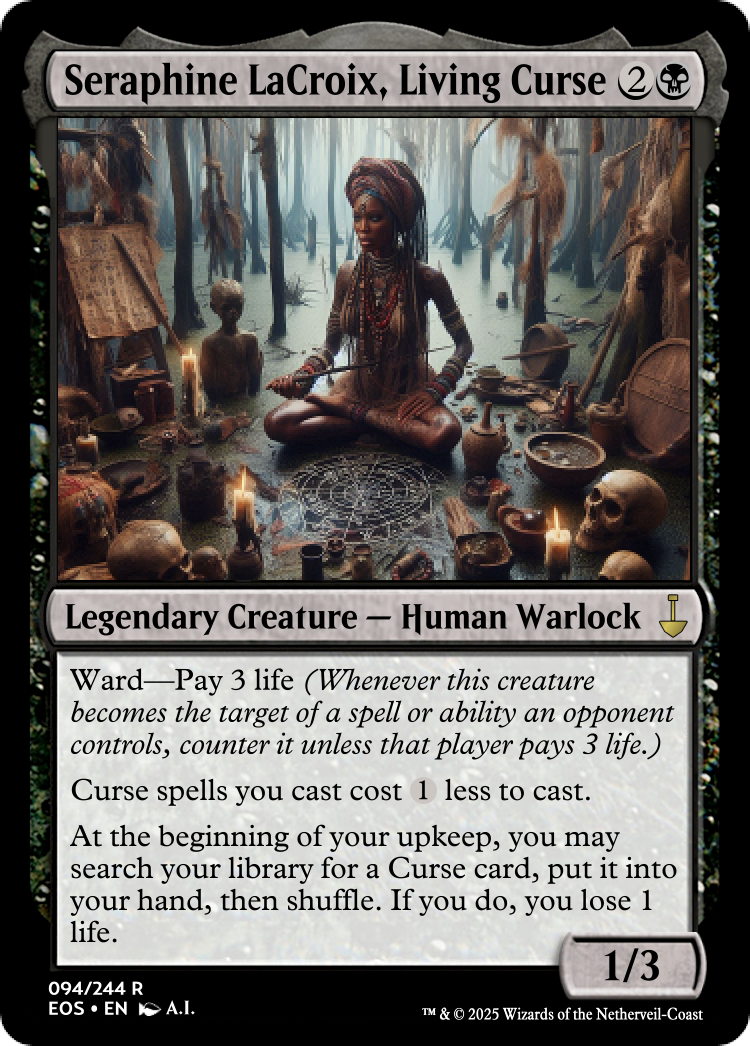 Seraphine LaCroix, Living Curse 2
Legendary Creature — Human Warlock
Ward—Pay 3 life (Whenever this creature
becomes the target of a spell or ability an opponent
controls, counter it unless that player pays 3 life.)
Curse spells you cast cost 1 less to cast.
At the beginning of your upkeep, you may
search your library for a Curse card, put it into
your hand, then shuffle. If you do, you lose 1
life.
1/3
094/244 R
EOS • EN A.I.
™ & © 2025 Wizards of the Netherveil-Coast